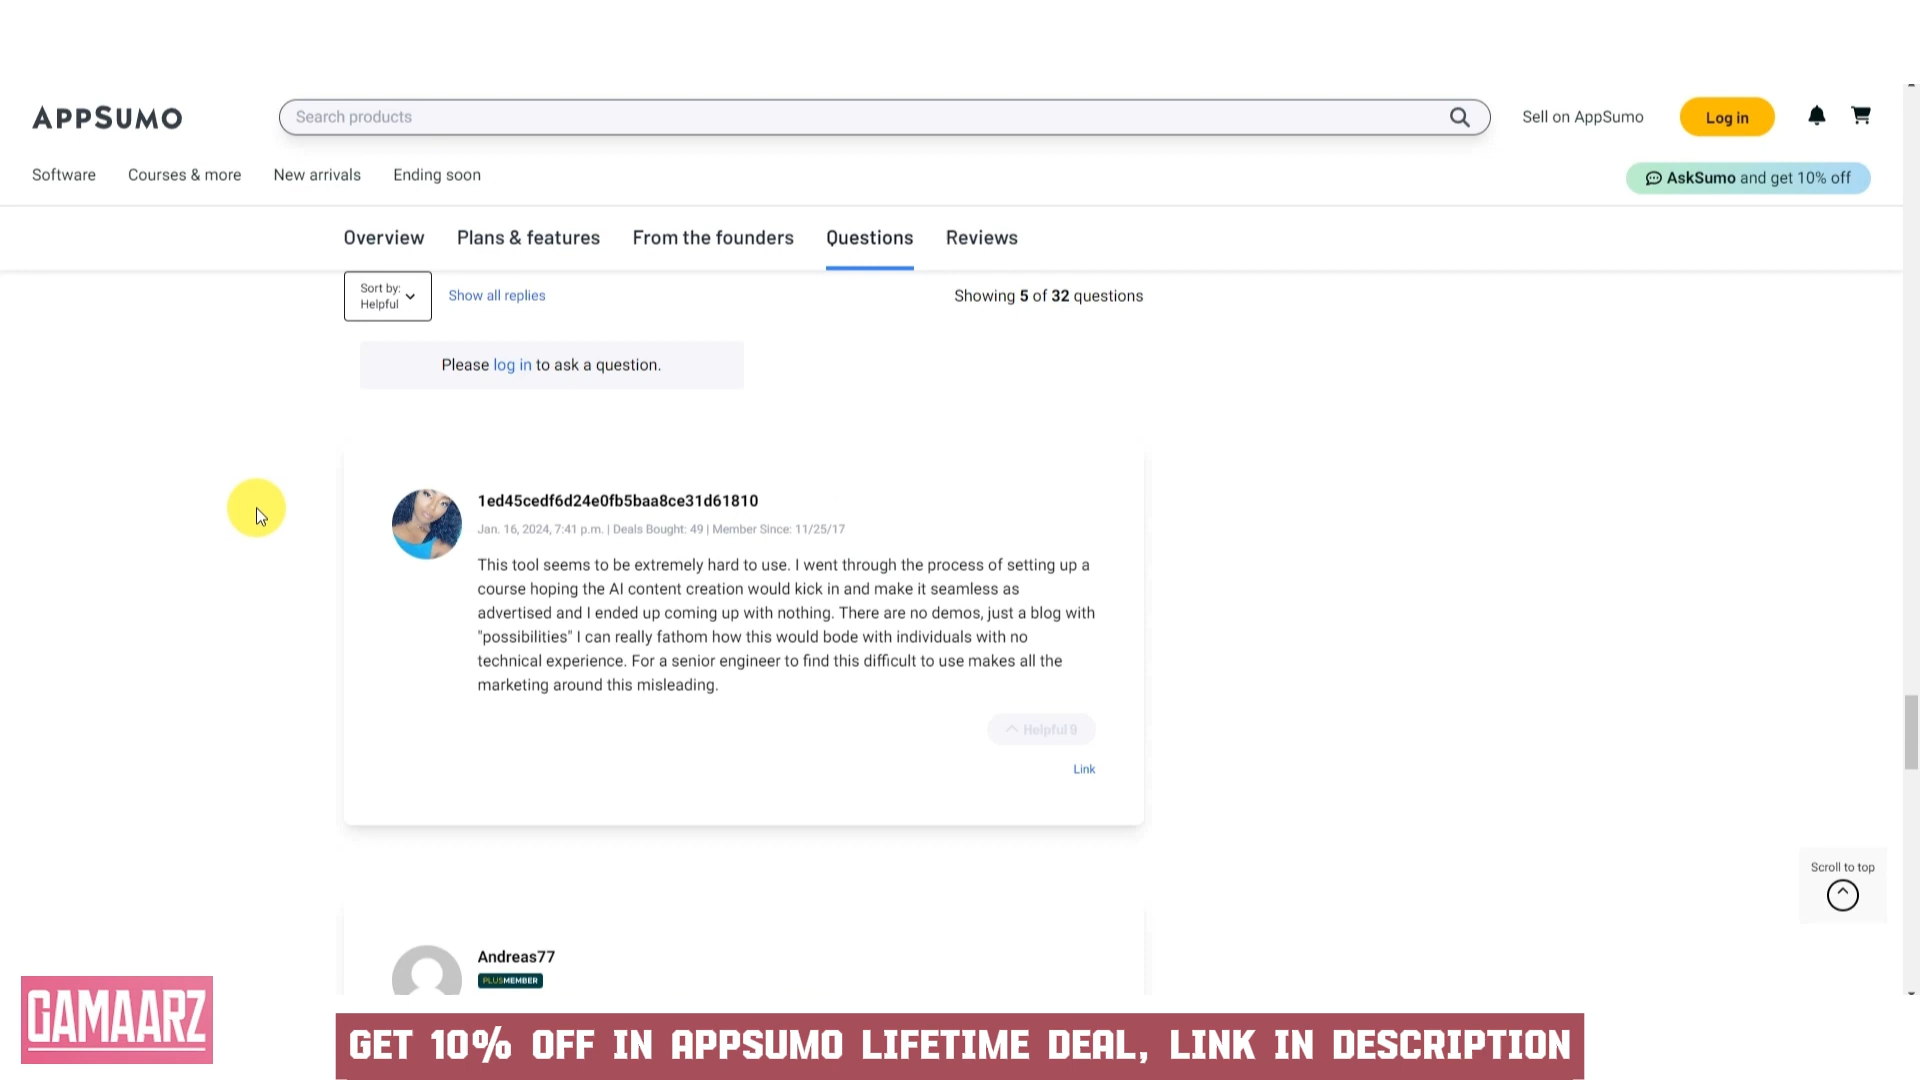 APPSUMO
Search products
Sell on AppSumo
Log in
Software
Courses & more
New arrivals
Ending soon
AskSumo and get 10% off
Overview
Plans & features
From the founders
Questions
Reviews
Sort by:
Helpful
Show all replies
Showing 5 of 32 questions
Please log in to ask a question.
1ed45cedf6d24e0fb5baa8ce31d61810
Jan. 16, 2024, 7:41 p.m. | Deals Bought: 49 | Member Since: 11/25/17
This tool seems to be extremely hard to use. I went through the process of setting up a
course hoping the AI content creation would kick in and make it seamless as
advertised and I ended up coming up with nothing. There are no demos, just a blog with
"possibilities" I can really fathom how this would bode with individuals with no
technical experience. For a senior engineer to find this difficult to use makes all the
marketing around this misleading.
Helpful 9
Link
Scroll to top
Andreas77
PLUSMEMBER
GAMAARZ
GET 10% OFF IN APPSUMO LIFETIME DEAL, LINK IN DESCRIPTION